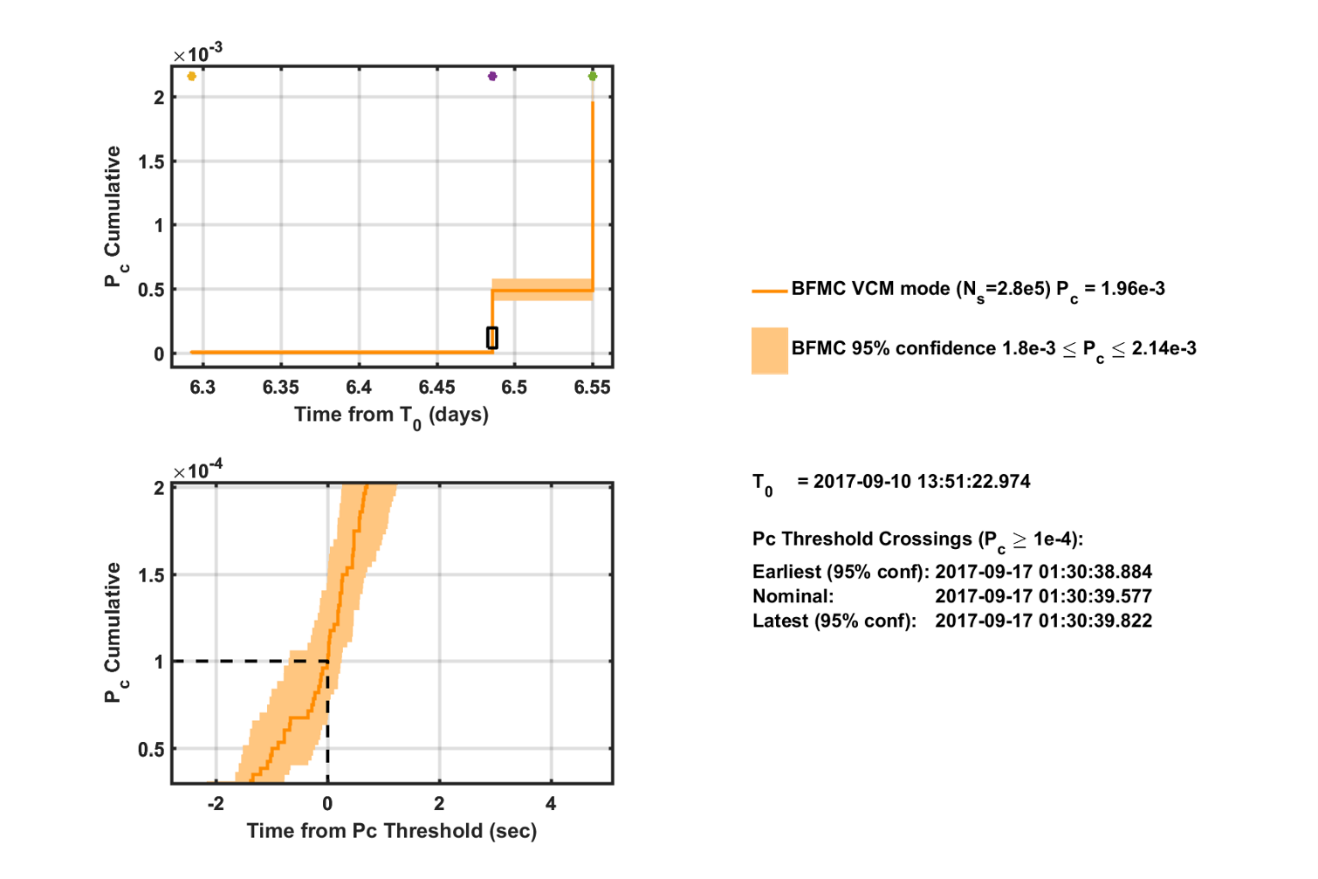 ×10⁻³
2
1.5
1
0.5
0
P_c Cumulative
6.3 6.35 6.4 6.45 6.5 6.55
Time from T₀ (days)
BFMC VCM mode (Nₛ=2.8e5) P_c = 1.96e-3
BFMC 95% confidence 1.8e-3 ≤ P_c ≤ 2.14e-3
×10⁻⁴
2
1.5
1
0.5
P_c Cumulative
-2 0 2 4
Time from Pc Threshold (sec)
T₀ = 2017-09-10 13:51:22.974
Pc Threshold Crossings (P_c ≥ 1e-4):
Earliest (95% conf): 2017-09-17 01:30:38.884
Nominal: 2017-09-17 01:30:39.577
Latest (95% conf): 2017-09-17 01:30:39.822